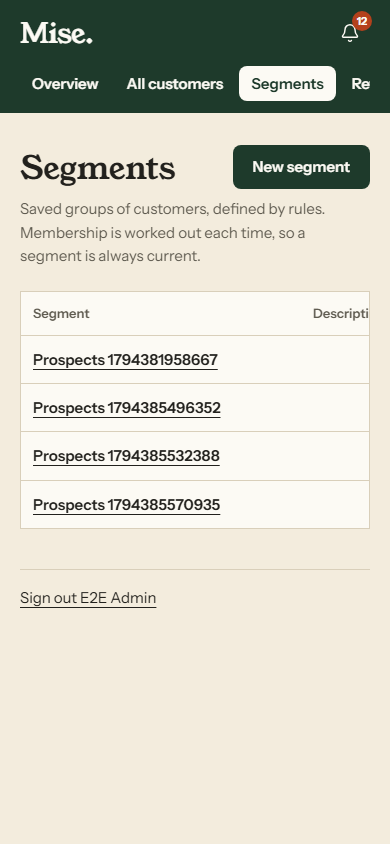 Mise.
12
Overview
All customers
Segments
Segments
New segment
Saved groups of customers, defined by rules.
Membership is worked out each time, so a
segment is always current.
Segment
Prospects 1794381958667
Prospects 1794385496352
Prospects 1794385532388
Prospects 1794385570935
Sign out E2E Admin